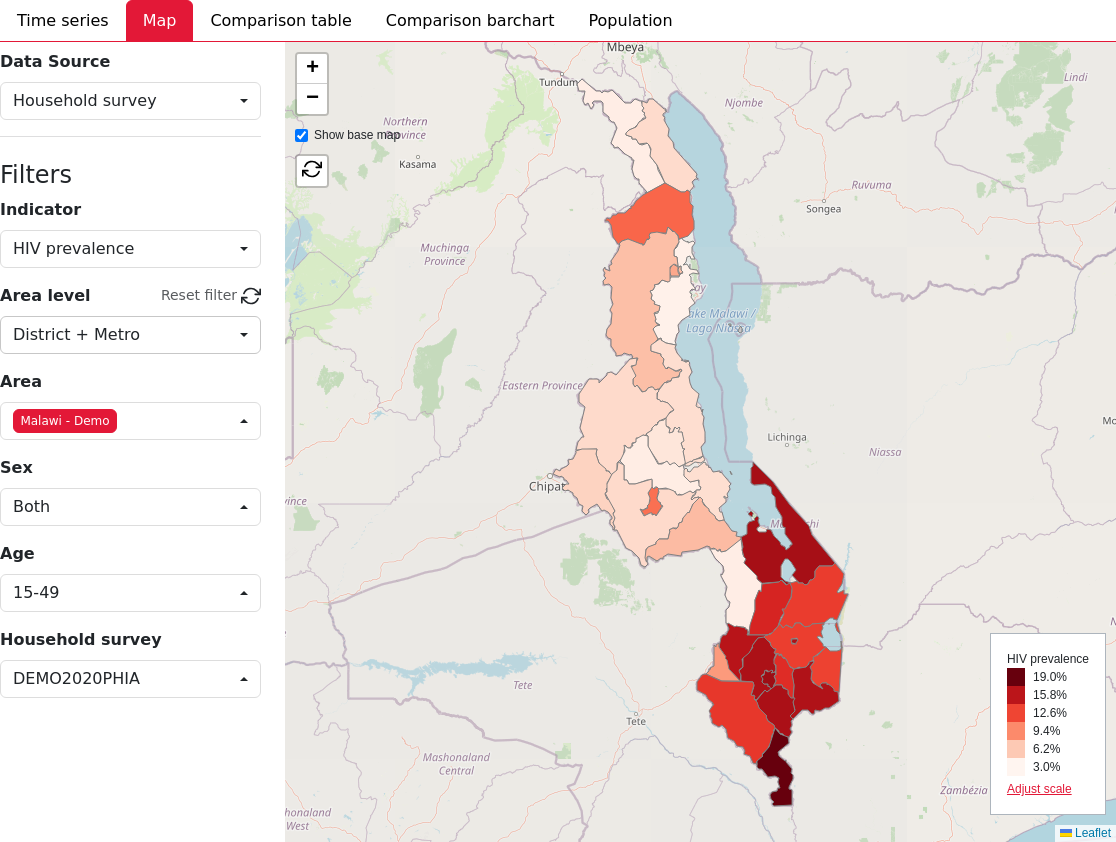 Time series
Map
Comparison table
Comparison barchart
Population
Data Source
Household survey
Filters
Indicator
HIV prevalence
Area level
Reset filter
District + Metro
Area
Malawi - Demo
Sex
Both
Age
15-49
Household survey
DEMO2020PHIA
+
−
Show base map
Mbeya
Tundum
Lindi
Njombe
Northern
Province
Kasama
Ruvuma
Songea
Muchinga
Province
ay
ake Malawi /
Lago Niassa
Eastern Province
Mo
Lichinga
Niassa
Chipat
vince
Tete
Tete
Mashonaland
Central
honaland
West
Zambézia
N
HIV prevalence
19.0%
15.8%
12.6%
9.4%
6.2%
3.0%
Adjust scale
Leaflet